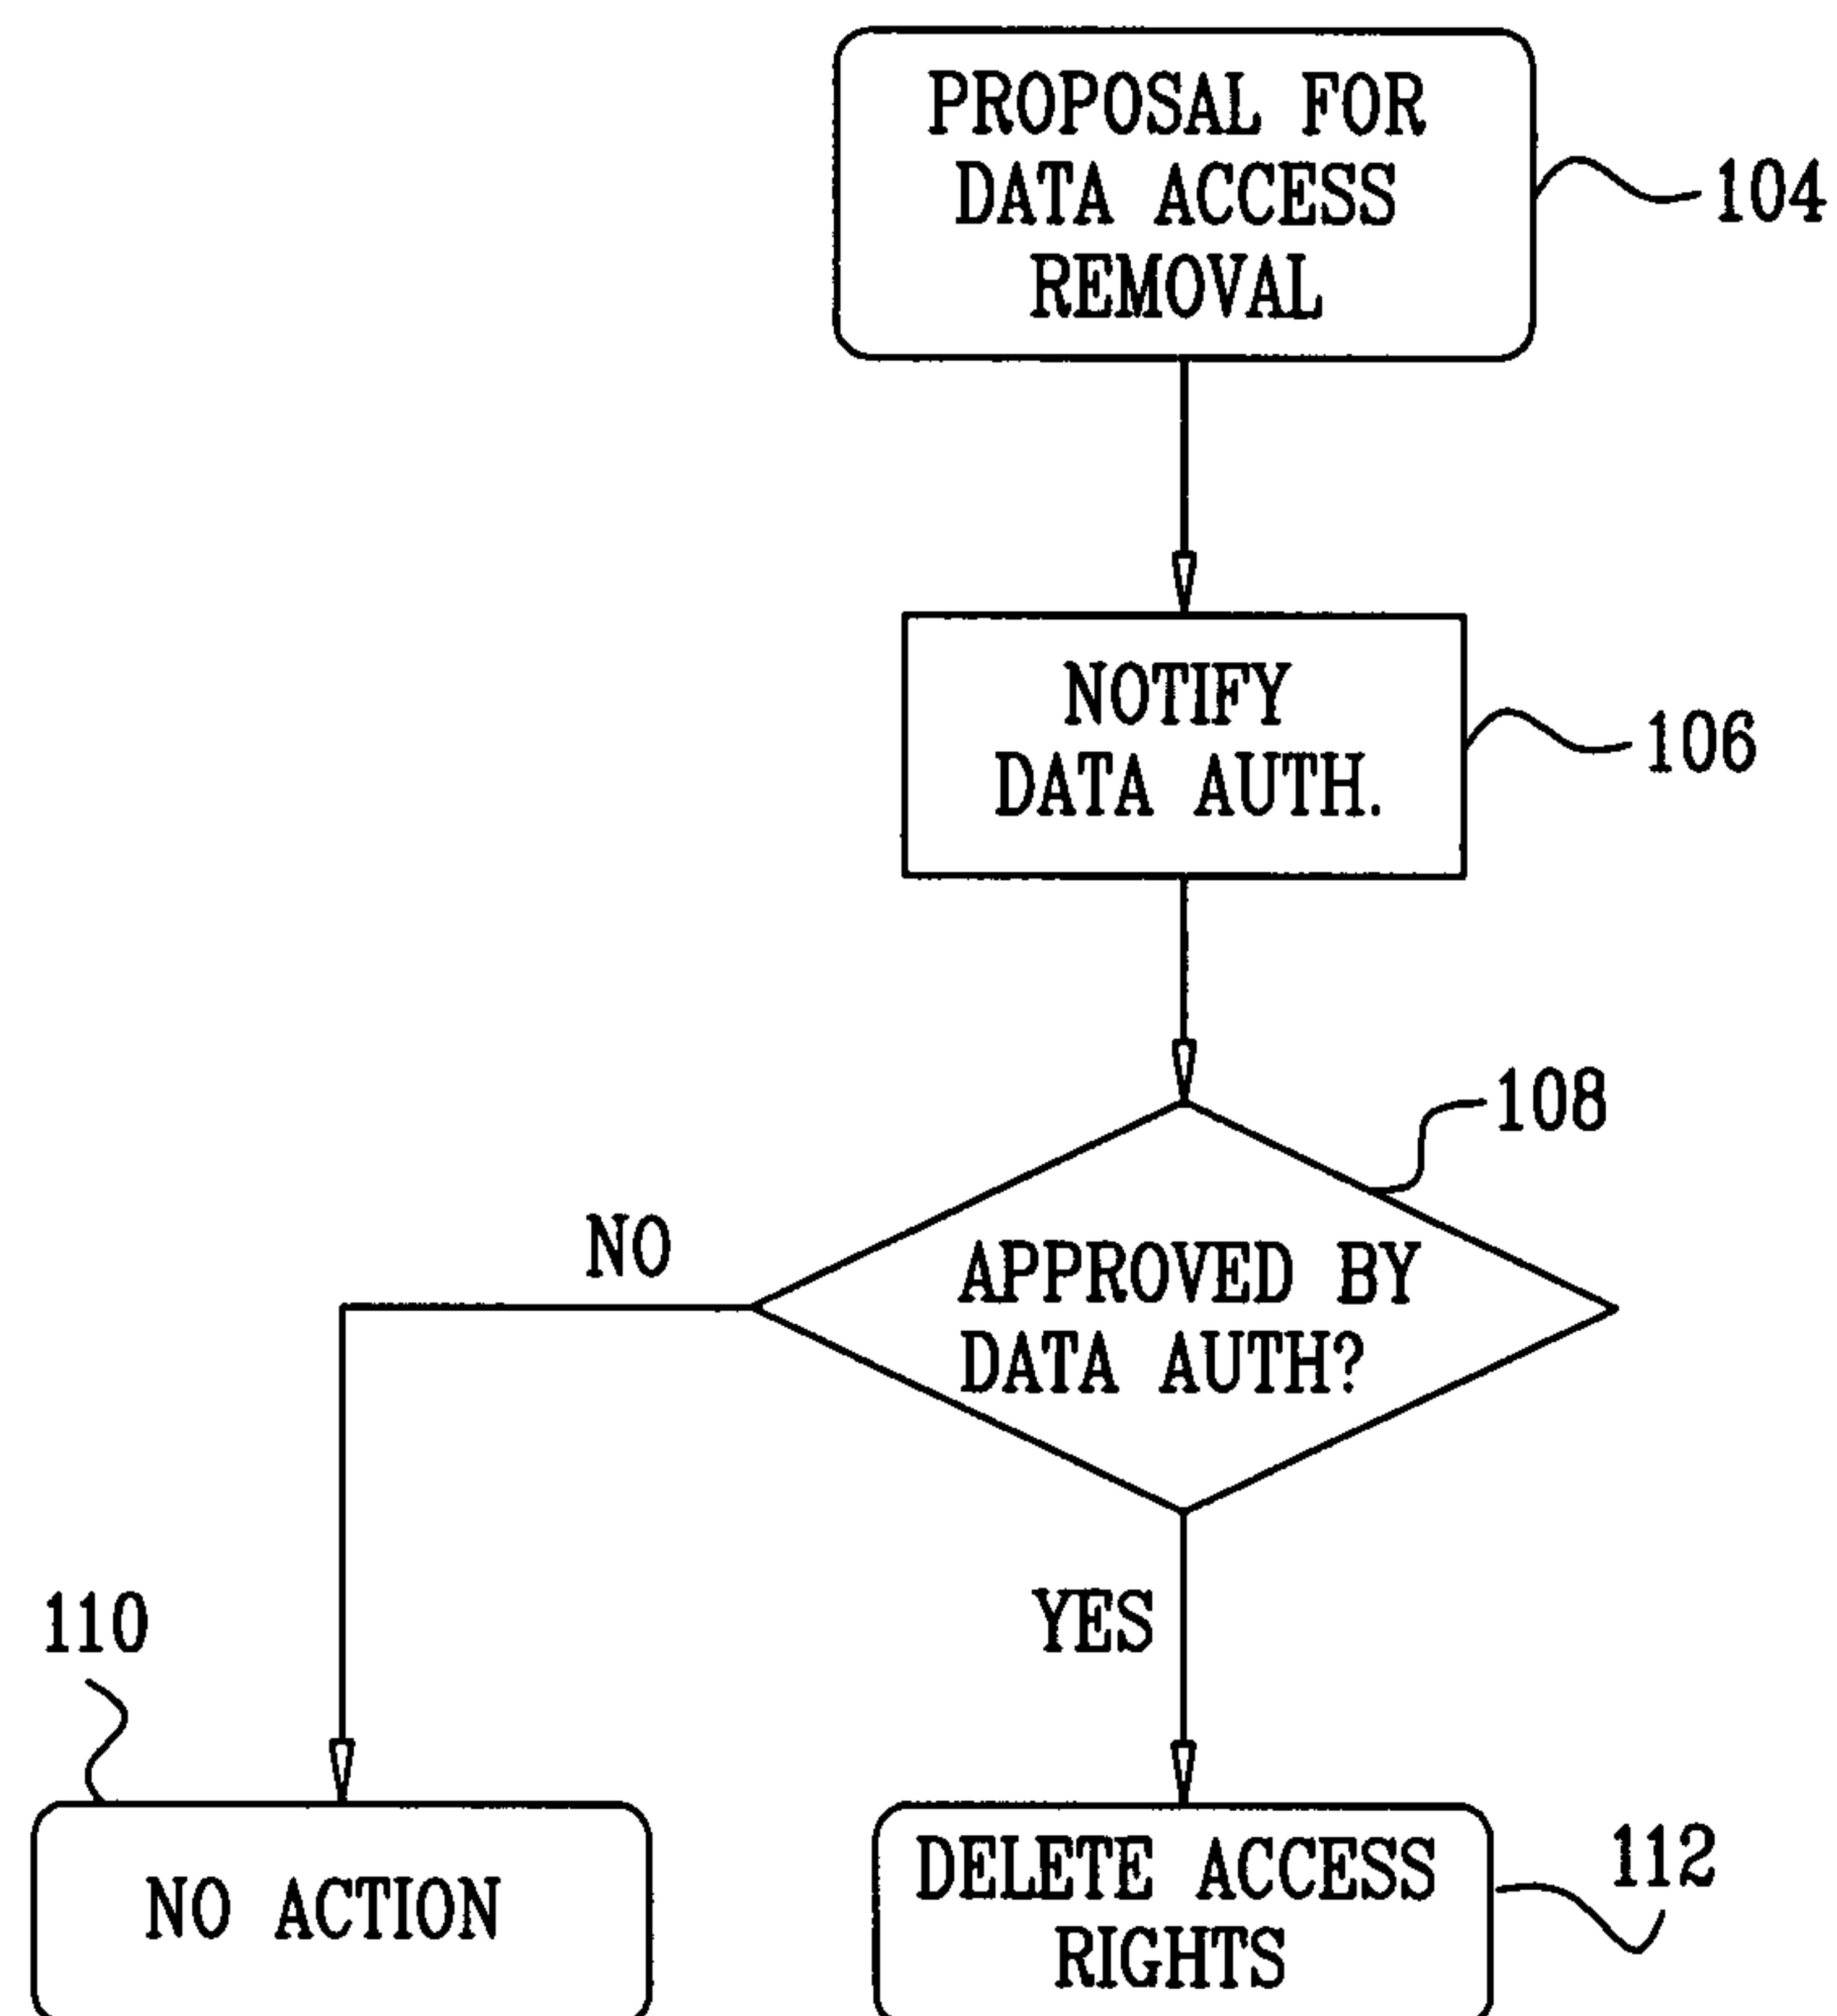 PROPOSAL FOR
DATA ACCESS
REMOVAL
104
NOTIFY
DATA AUTH.
106
108
NO
APPROVED BY
DATA AUTH?
YES
110
NO ACTION
DELETE ACCESS
RIGHTS
112